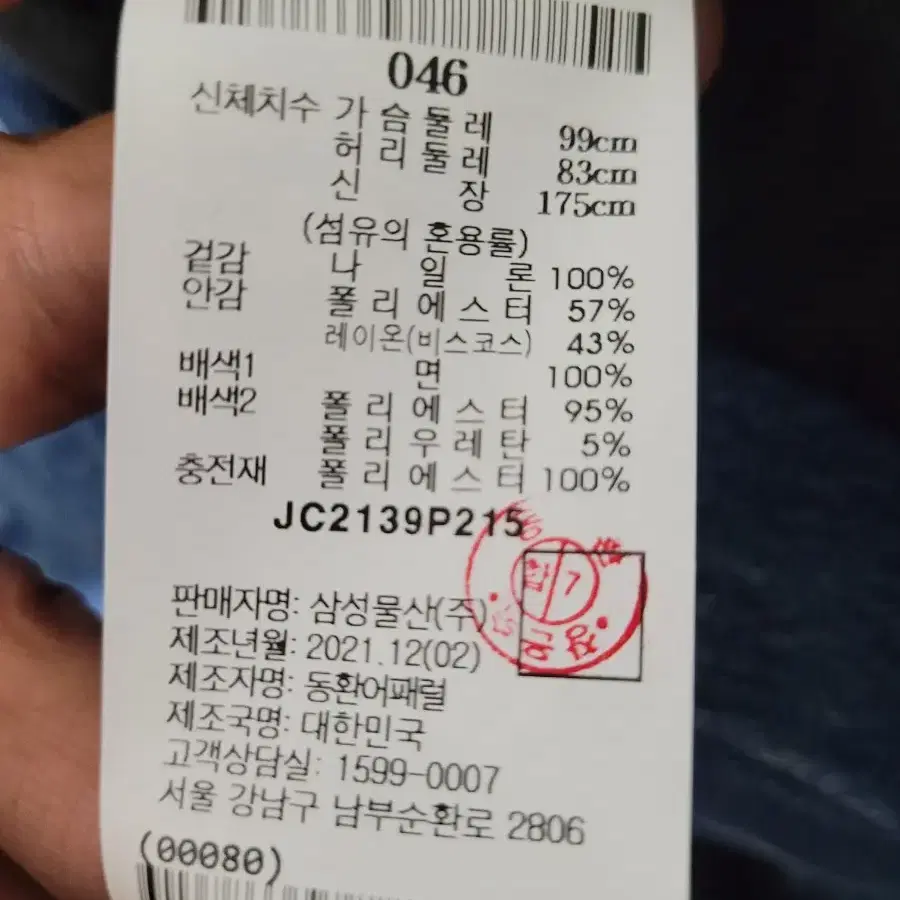 046
신체치수 가 슴 둘 레 99cm
허 리 둘 레 83cm
신 장 175cm
(섬유의 혼용률)
겉감 나 일 론 100%
안감 폴 리 에 스 터 57%
레이온(비스코스) 43%
배색1 면 100%
배색2 폴 리 에 스 터 95%
폴 리 우 레 탄 5%
충전재 폴 리 에 스 터 100%
JC2139P215
합 7
판매자명: 삼성물산(주)
제조년월: 2021.12(02)
제조자명: 동환어패럴
제조국명: 대한민국
고객상담실: 1599-0007
서울 강남구 남부순환로 2806
(00080)